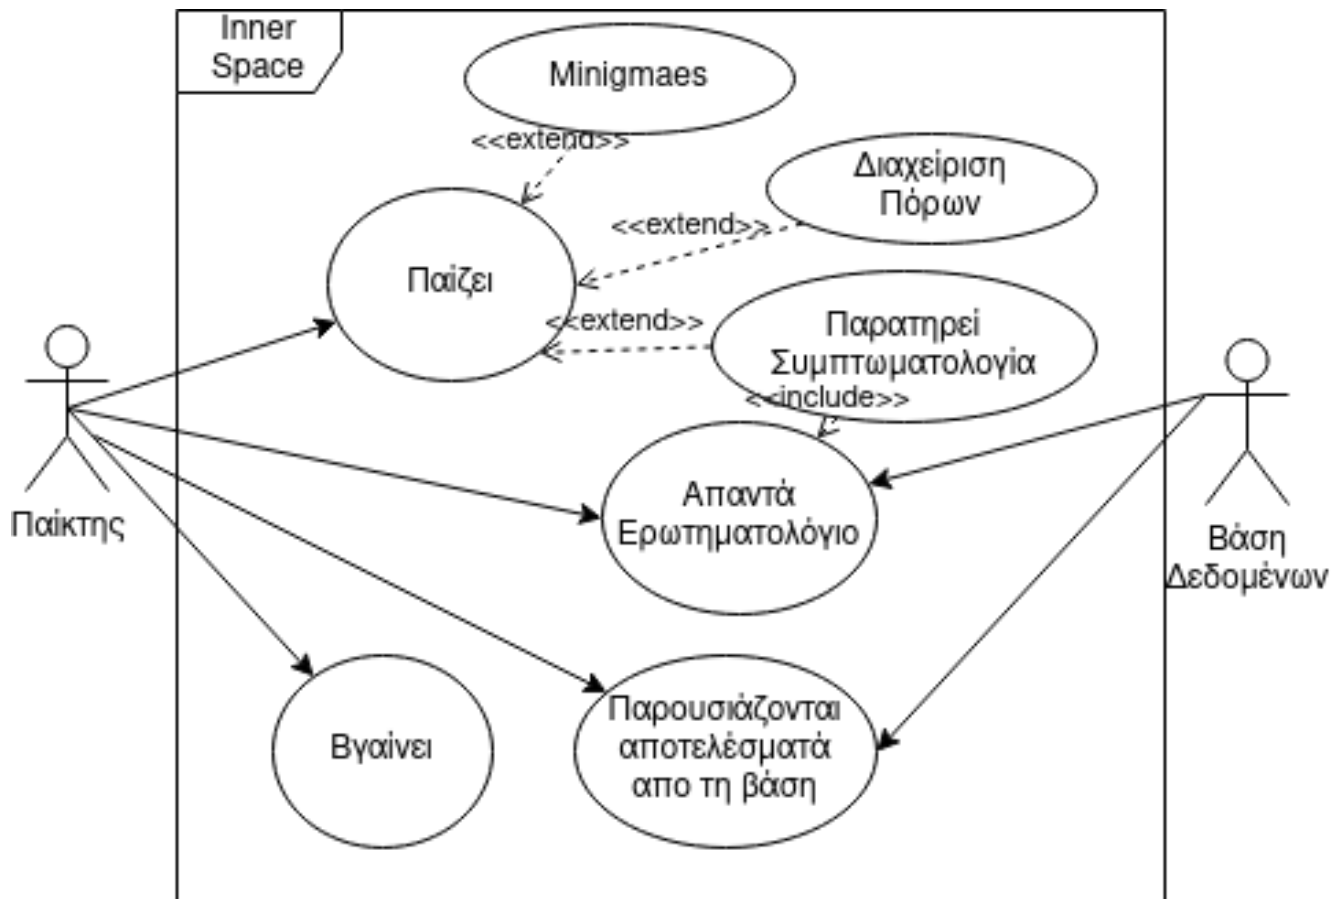 Inner
Space
Minigmaes
<<extend>>
Διαχείριση
Πόρων
<<extend>>
Παίζει
<<extend>>
Παρατηρεί
Συμπτωματολογία
<<include>>
Απαντά
Ερωτηματολόγιο
Παίκτης
Βάση
Δεδομένων
Βγαίνει
Παρουσιάζονται
αποτελέσματά
απο τη βάση